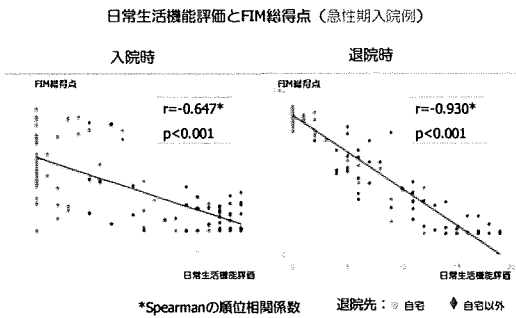 日常生活機能評価とFIM総得点（急性期入院例）
入院時
退院時
FIM総得点
r=-0.647*
p<0.001
日常生活機能評価
FIM総得点
r=-0.930*
p<0.001
日常生活機能評価
*Spearmanの順位相関係数
退院先：自宅 自宅以外